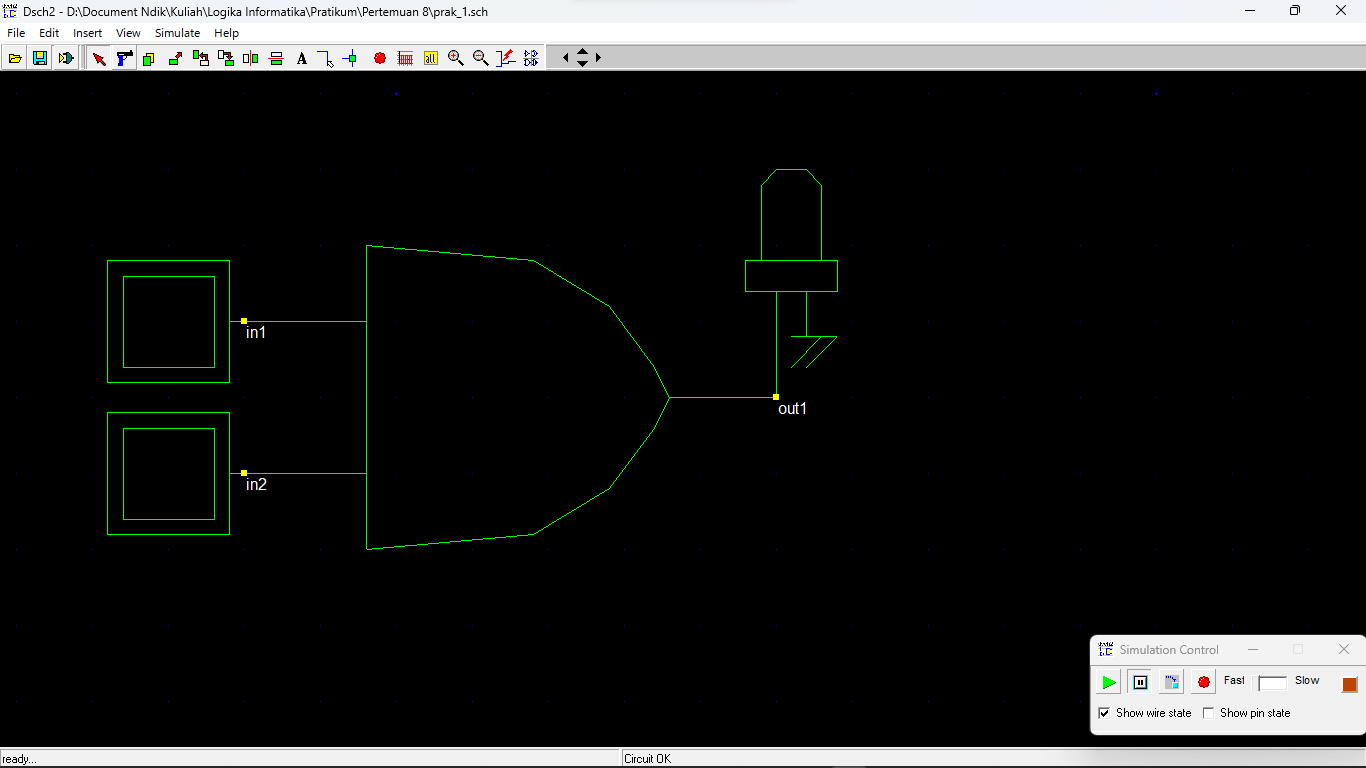 Dsch2 - D:\Document Ndik\Kuliah\Logika Informatika\Pratikum\Pertemuan 8\prak_1.sch
File Edit Insert View Simulate Help
A
in1
out1
in2
Simulation Control
Fast Slow
Show wire state Show pin state
ready... Circuit OK